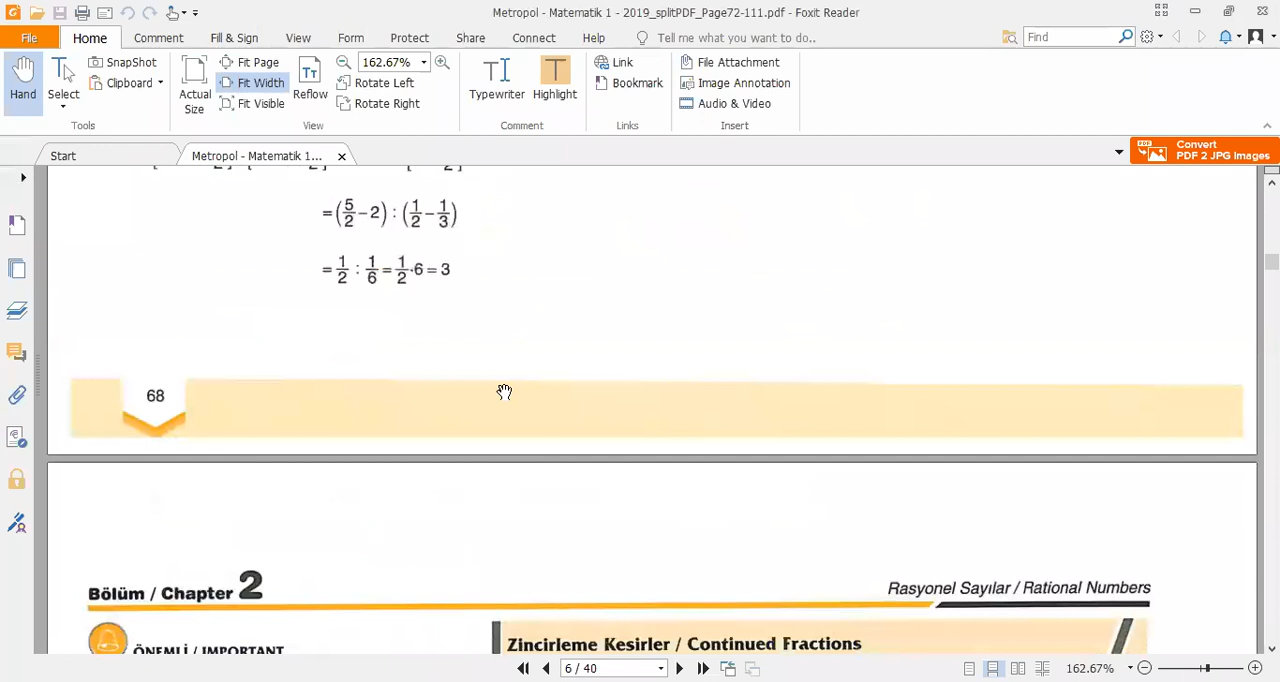 Metropol - Matematik 1 - 2019_splitPDF_Page72-111.pdf - Foxit Reader
File Home Comment Fill & Sign View Form Protect Share Connect Help Tell me what you want to do.. Find
Hand
Select
SnapShot
Clipboard
Tools
Actual Size
Fit Page
Fit Width
Fit Visible
Reflow
162.67%
Rotate Left
Rotate Right
View
Typewriter
Highlight
Comment
Link
Bookmark
Links
File Attachment
Image Annotation
Audio & Video
Insert
Start
Metropol - Matematik 1...
Convert
PDF 2 JPG Images
=(5/2-2):(1/2-1/3)
=1/2:1/6=1/2·6=3
68
Bölüm / Chapter 2
Rasyonel Sayılar / Rational Numbers
ÖNEMLİ / IMPORTANT
Zincirleme Kesirler / Continued Fractions
6 / 40
162.67%